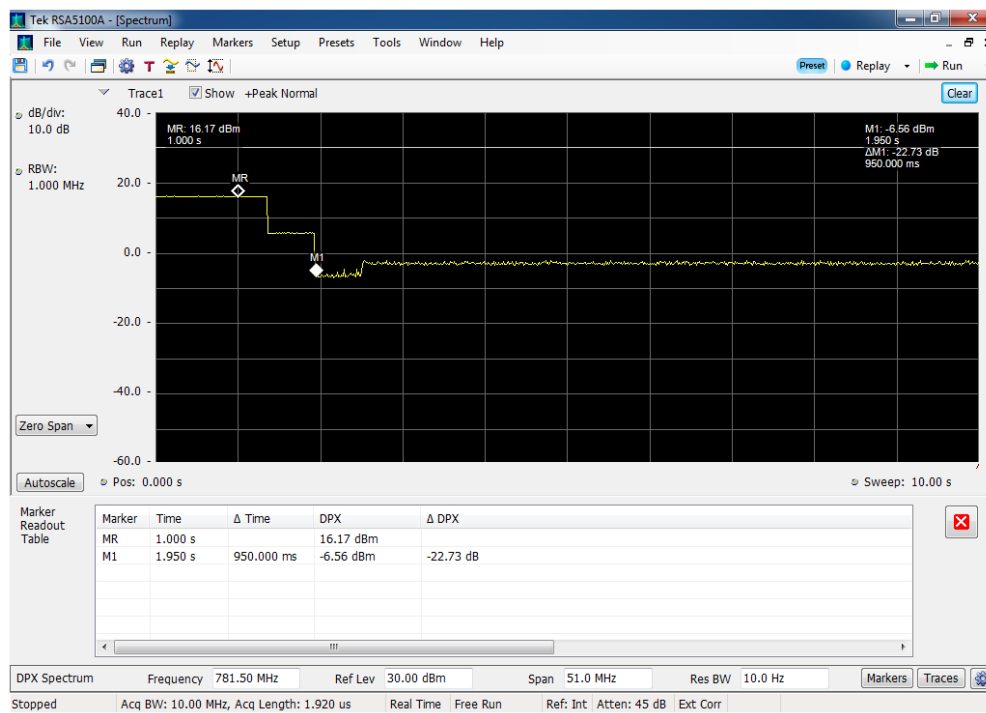 Tek RSA5100A - [Spectrum]
File View Run Replay Markers Setup Presets Tools Window Help
Preset Replay Run
Trace1 Show +Peak Normal Clear
dB/div:
10.0 dB
RBW:
1.000 MHz
40.0 -
20.0 -
0.0 -
-20.0 -
-40.0 -
-60.0 -
MR: 16.17 dBm
1.000 s
M1: -6.56 dBm
1.950 s
ΔM1: -22.73 dB
950.000 ms
MR
M1
Zero Span
Autoscale Pos: 0.000 s Sweep: 10.00 s
Marker
Readout
Table
Marker Time Δ Time DPX Δ DPX
MR 1.000 s 16.17 dBm
M1 1.950 s 950.000 ms -6.56 dBm -22.73 dB
DPX Spectrum Frequency 781.50 MHz Ref Lev 30.00 dBm Span 51.0 MHz Res BW 10.0 Hz Markers Traces
Stopped Acq BW: 10.00 MHz, Acq Length: 1.920 us Real Time Free Run Ref: Int Atten: 45 dB Ext Corr